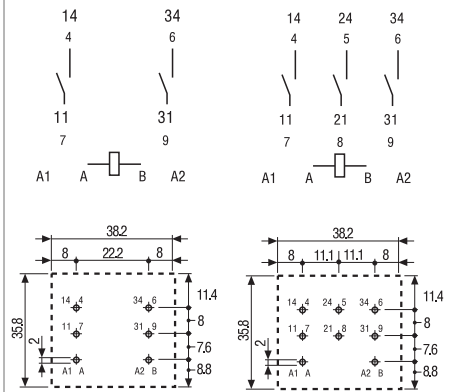 14 34 14 24 34
4 6 4 5 6
11 31 11 21 31
7 9 7 8 9
A1 A B A2 A1 A B A2
38.2 38.2
8 22.2 8 8 11.1 11.1 8
11.4 11.4
14 4 34 6 14 4 24 5 34 6
35.8 8 35.8 8
11 7 31 9 11 7 21 8 31 9
2 7.6 2 7.6
A1 A A2 B 8.8 A1 A A2 B 8.8